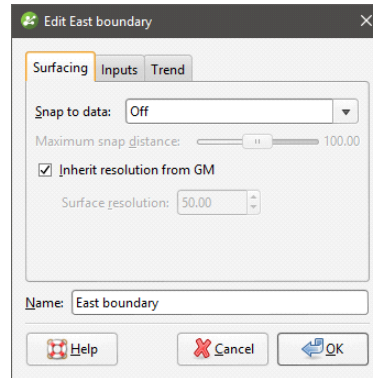 Edit East boundary
Surfacing Inputs Trend
Snap to data: Off
Maximum snap distance: 100.00
Inherit resolution from GM
Surface resolution: 50.00
Name: East boundary
Help Cancel OK